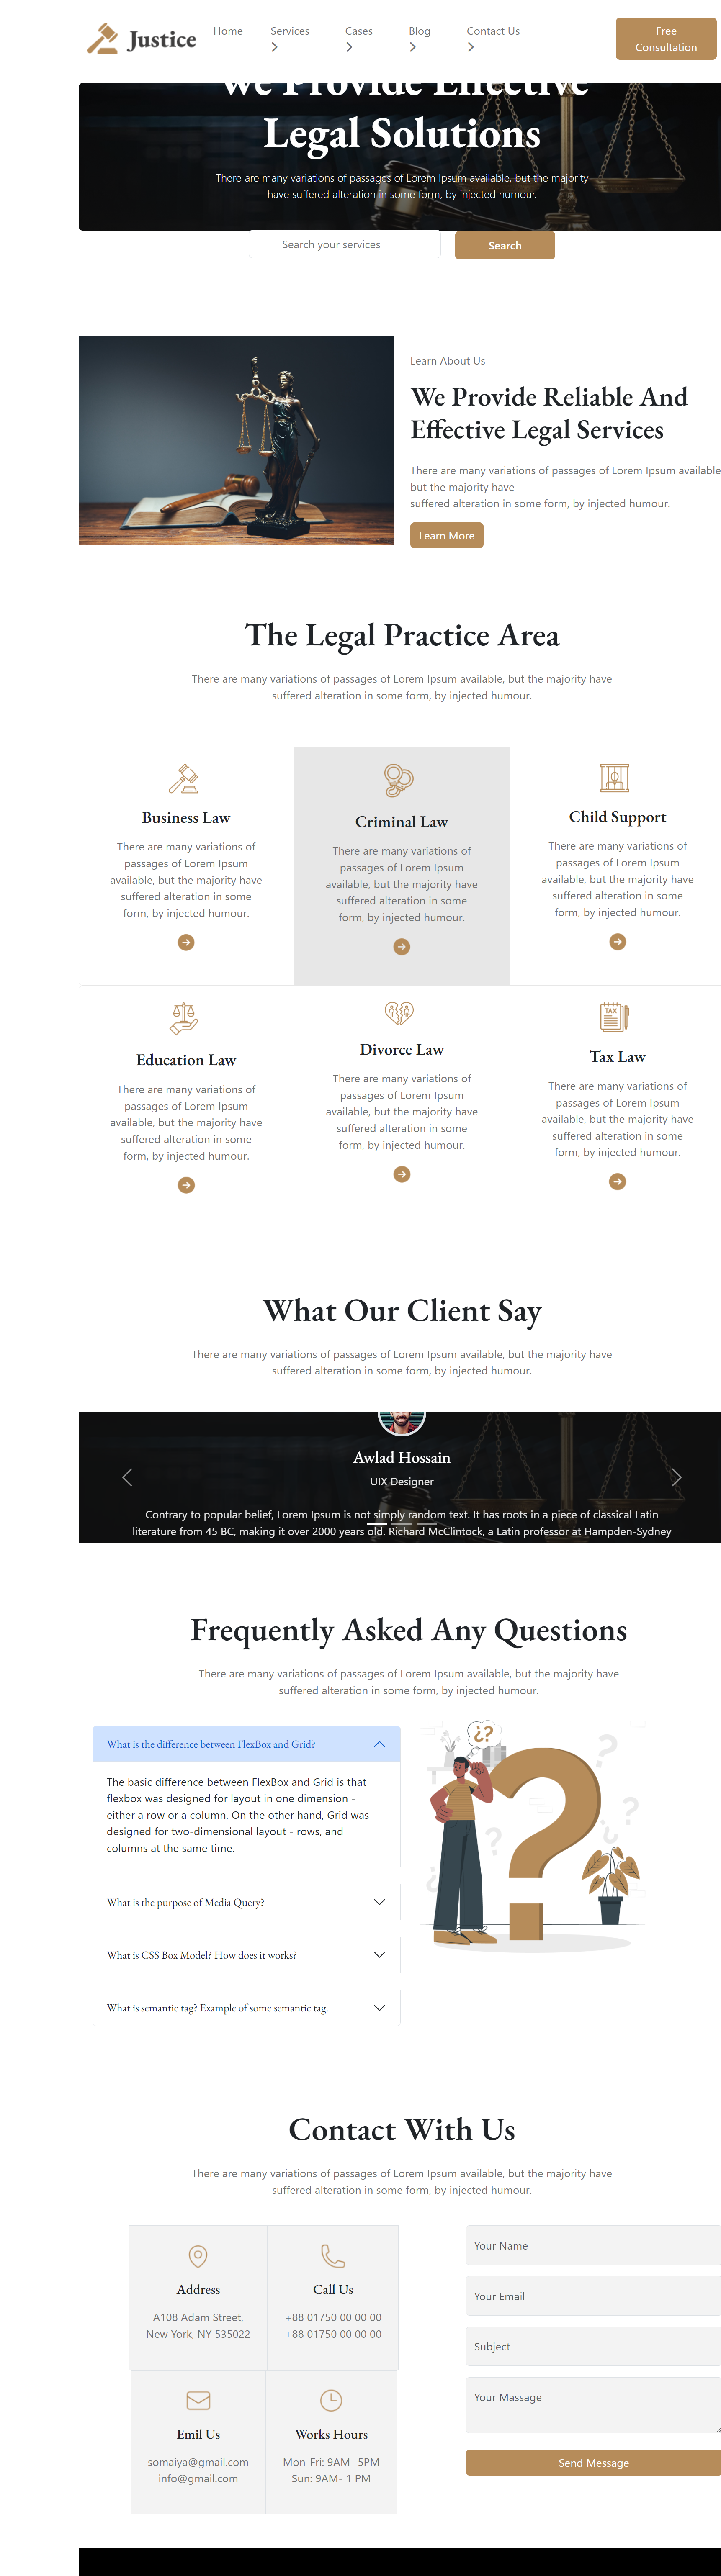 Justice
Home
Services
Cases
Blog
Contact Us
Free
Consultation
We Provide Effective
Legal Solutions
There are many variations of passages of Lorem Ipsum available, but the majority
have suffered alteration in some form, by injected humour.
Search your services
Search
Learn About Us
We Provide Reliable And
Effective Legal Services
There are many variations of passages of Lorem Ipsum available
but the majority have
suffered alteration in some form, by injected humour.
Learn More
The Legal Practice Area
There are many variations of passages of Lorem Ipsum available, but the majority have
suffered alteration in some form, by injected humour.
Business Law
There are many variations of
passages of Lorem Ipsum
available, but the majority have
suffered alteration in some
form, by injected humour.
Criminal Law
There are many variations of
passages of Lorem Ipsum
available, but the majority have
suffered alteration in some
form, by injected humour.
Child Support
There are many variations of
passages of Lorem Ipsum
available, but the majority have
suffered alteration in some
form, by injected humour.
Education Law
There are many variations of
passages of Lorem Ipsum
available, but the majority have
suffered alteration in some
form, by injected humour.
Divorce Law
There are many variations of
passages of Lorem Ipsum
available, but the majority have
suffered alteration in some
form, by injected humour.
TAX
Tax Law
There are many variations of
passages of Lorem Ipsum
available, but the majority have
suffered alteration in some
form, by injected humour.
What Our Client Say
There are many variations of passages of Lorem Ipsum available, but the majority have
suffered alteration in some form, by injected humour.
Awlad Hossain
UIX Designer
Contrary to popular belief, Lorem Ipsum is not simply random text. It has roots in a piece of classical Latin
literature from 45 BC, making it over 2000 years old. Richard McClintock, a Latin professor at Hampden-Sydney
Frequently Asked Any Questions
There are many variations of passages of Lorem Ipsum available, but the majority have
suffered alteration in some form, by injected humour.
What is the difference between FlexBox and Grid?
The basic difference between FlexBox and Grid is that
flexbox was designed for layout in one dimension -
either a row or a column. On the other hand, Grid was
designed for two-dimensional layout - rows, and
columns at the same time.
What is the purpose of Media Query?
What is CSS Box Model? How does it works?
What is semantic tag? Example of some semantic tag.
¿?
?
Contact With Us
There are many variations of passages of Lorem Ipsum available, but the majority have
suffered alteration in some form, by injected humour.
Address
A108 Adam Street,
New York, NY 535022
Call Us
+88 01750 00 00 00
+88 01750 00 00 00
Emil Us
somaiya@gmail.com
info@gmail.com
Works Hours
Mon-Fri: 9AM- 5PM
Sun: 9AM- 1 PM
Your Name
Your Email
Subject
Your Massage
Send Message